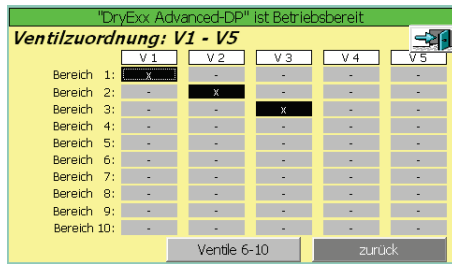 "DryExx Advanced-DP" ist Betriebsbereit
Ventilzuordnung: V1 - V5
V 1 V 2 V 3 V 4 V 5
Bereich 1: x - - - -
Bereich 2: - x - - -
Bereich 3: - - x - -
Bereich 4: - - - - -
Bereich 5: - - - - -
Bereich 6: - - - - -
Bereich 7: - - - - -
Bereich 8: - - - - -
Bereich 9: - - - - -
Bereich 10: - - - - -
Ventile 6-10 zurück